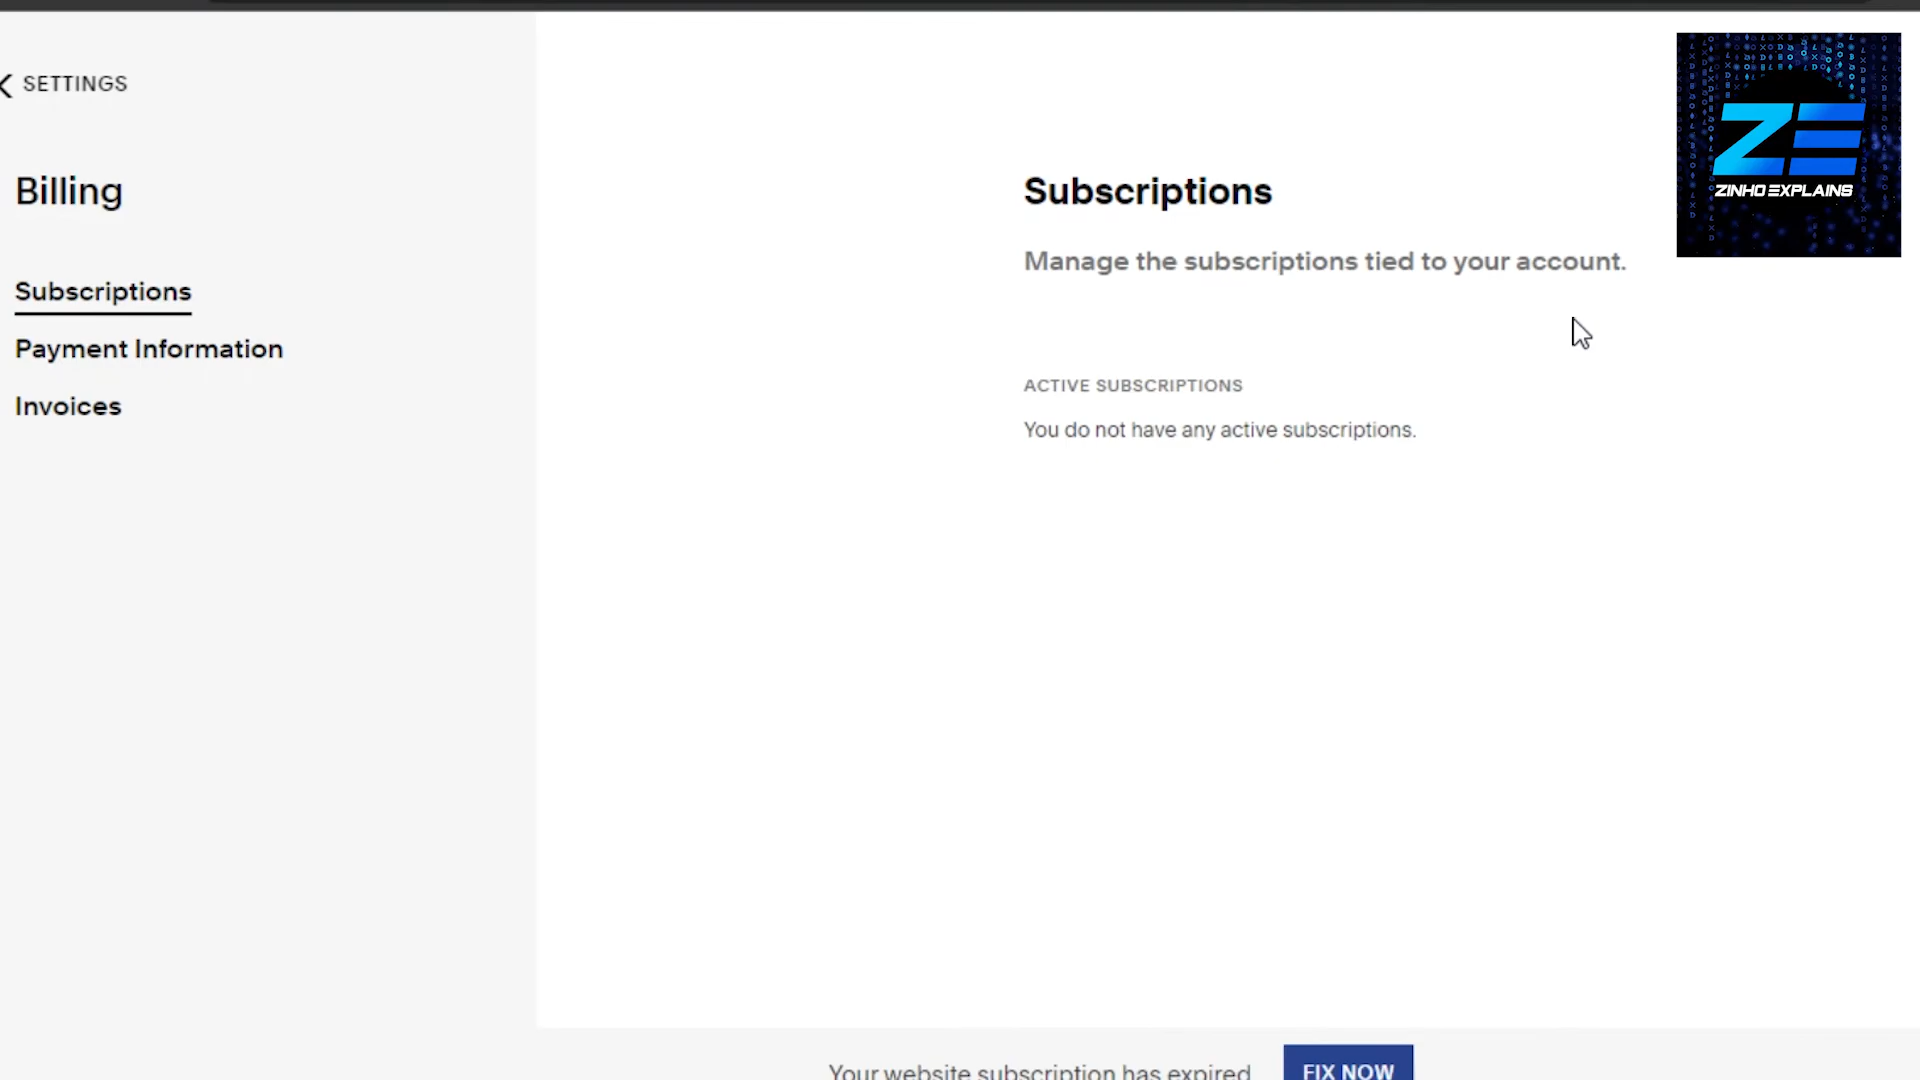 SETTINGS
Billing
Subscriptions
Payment Information
Invoices
Subscriptions
Manage the subscriptions tied to your account.
ACTIVE SUBSCRIPTIONS
You do not have any active subscriptions.
ZE
ZINHO EXPLAINS
Your website subscription has expired
FIX NOW